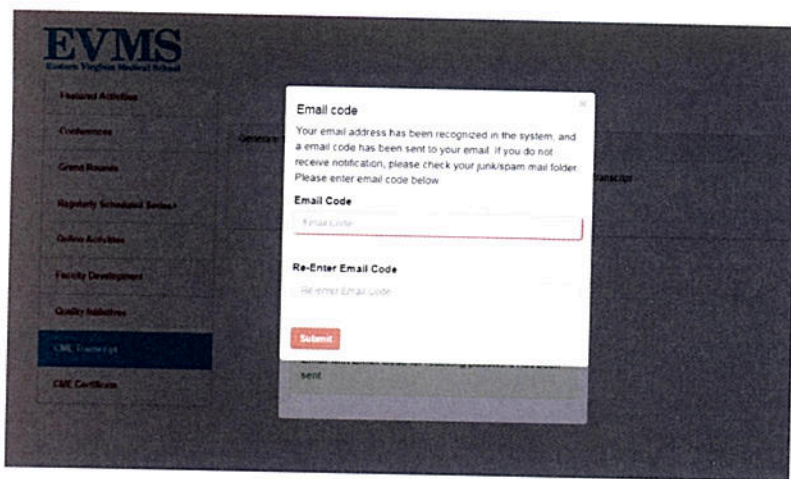 EVMS
Eastern Virginia Medical School
Featured Activities
Conferences
Grand Rounds
Regularly Scheduled Series+
Online Activities
Faculty Development
Quality Initiatives
CME Transcript
CME Certificate
Generate
Transcript
Email code
×
Your email address has been recognized in the system, and
a email code has been sent to your email. If you do not
receive notification, please check your junk/spam mail folder.
Please enter email code below
Email Code
Email Code
Re-Enter Email Code
Re-enter Email Code
Submit
sent